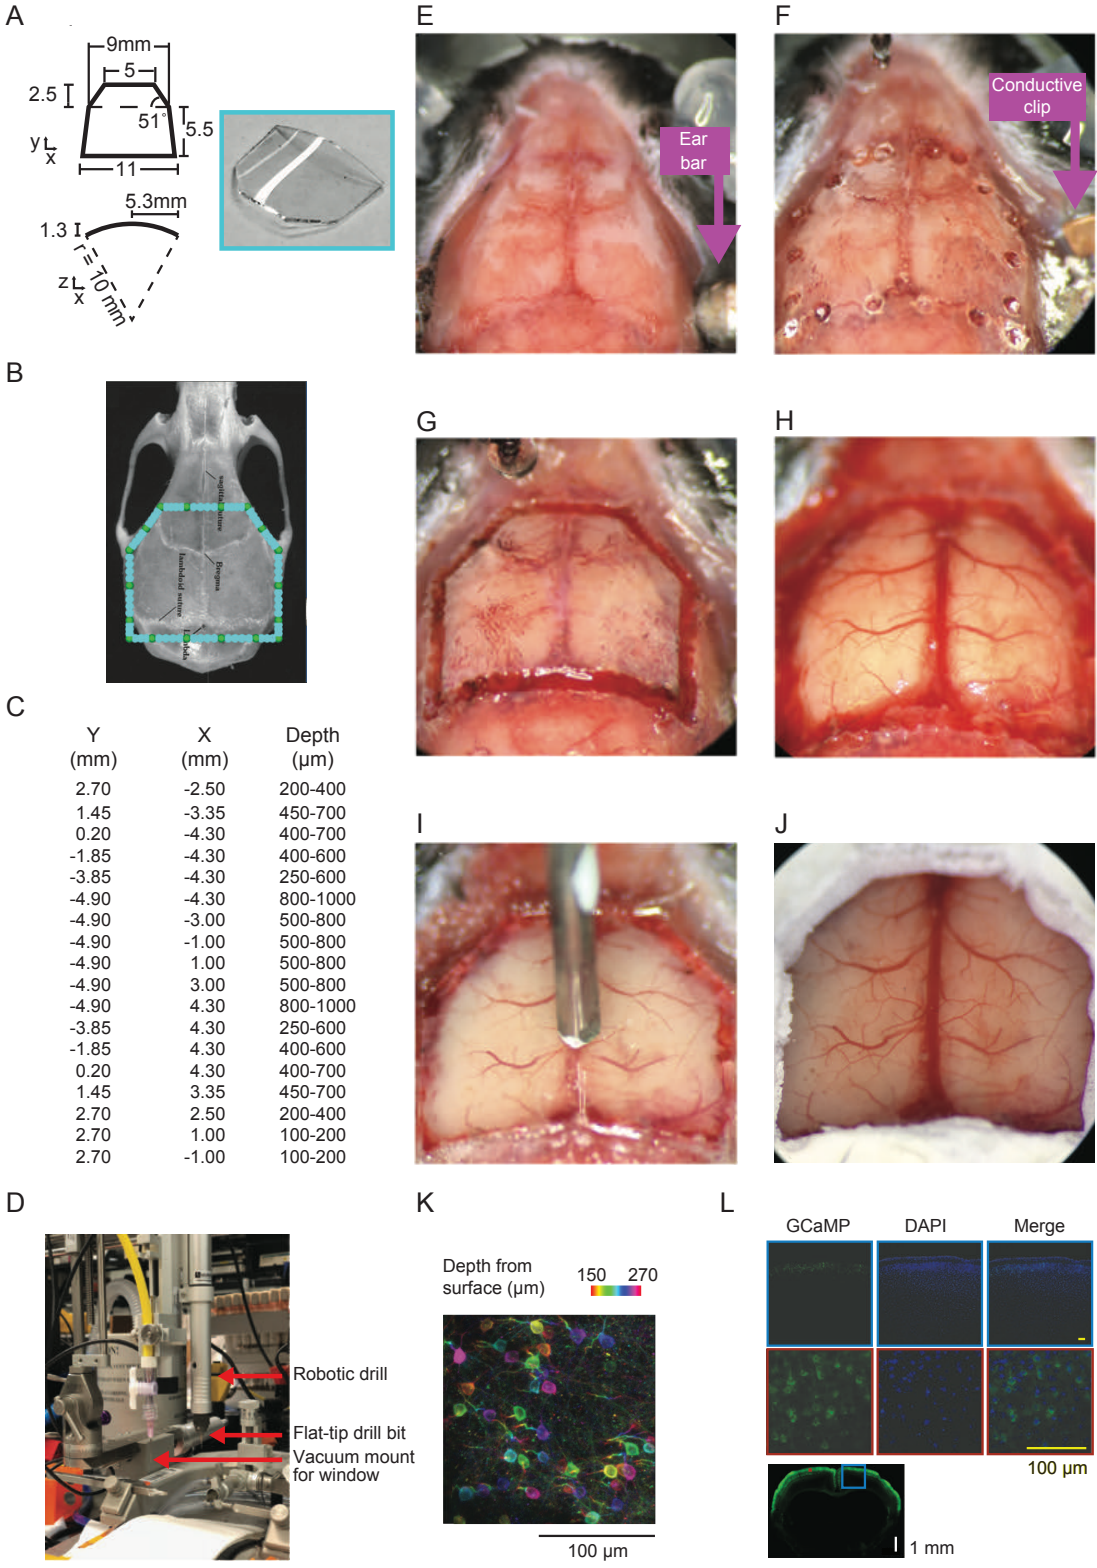 A
9mm
5
2.5
51°
5.5
y
x
11
5.3mm
1.3
r = 10 mm
z
x
B
sagittal suture
Bregma
lambdoid suture
Lambda
C
Y X Depth
(mm) (mm) (µm)
2.70 -2.50 200-400
1.45 -3.35 450-700
0.20 -4.30 400-700
-1.85 -4.30 400-600
-3.85 -4.30 250-600
-4.90 -4.30 800-1000
-4.90 -3.00 500-800
-4.90 -1.00 500-800
-4.90 1.00 500-800
-4.90 3.00 500-800
-4.90 4.30 800-1000
-3.85 4.30 250-600
-1.85 4.30 400-600
0.20 4.30 400-700
1.45 3.35 450-700
2.70 2.50 200-400
2.70 1.00 100-200
2.70 -1.00 100-200
D
Robotic drill
Flat-tip drill bit
Vacuum mount
for window
E
Ear
bar
F
Conductive
clip
G
H
I
J
K
Depth from
surface (µm)
150 270
100 µm
L
GCaMP DAPI Merge
100 µm
1 mm